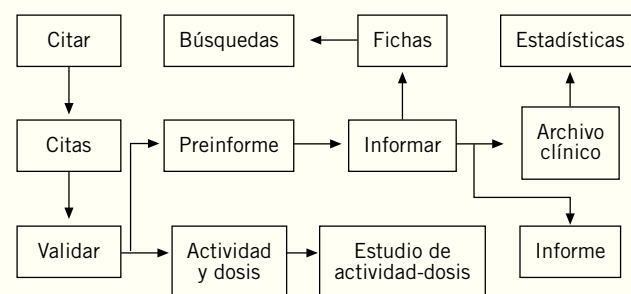 Citar
Búsquedas
Fichas
Estadísticas
Citas
Preinforme
Informar
Archivo
clínico
Validar
Actividad
y dosis
Estudio de
actividad-dosis
Informe